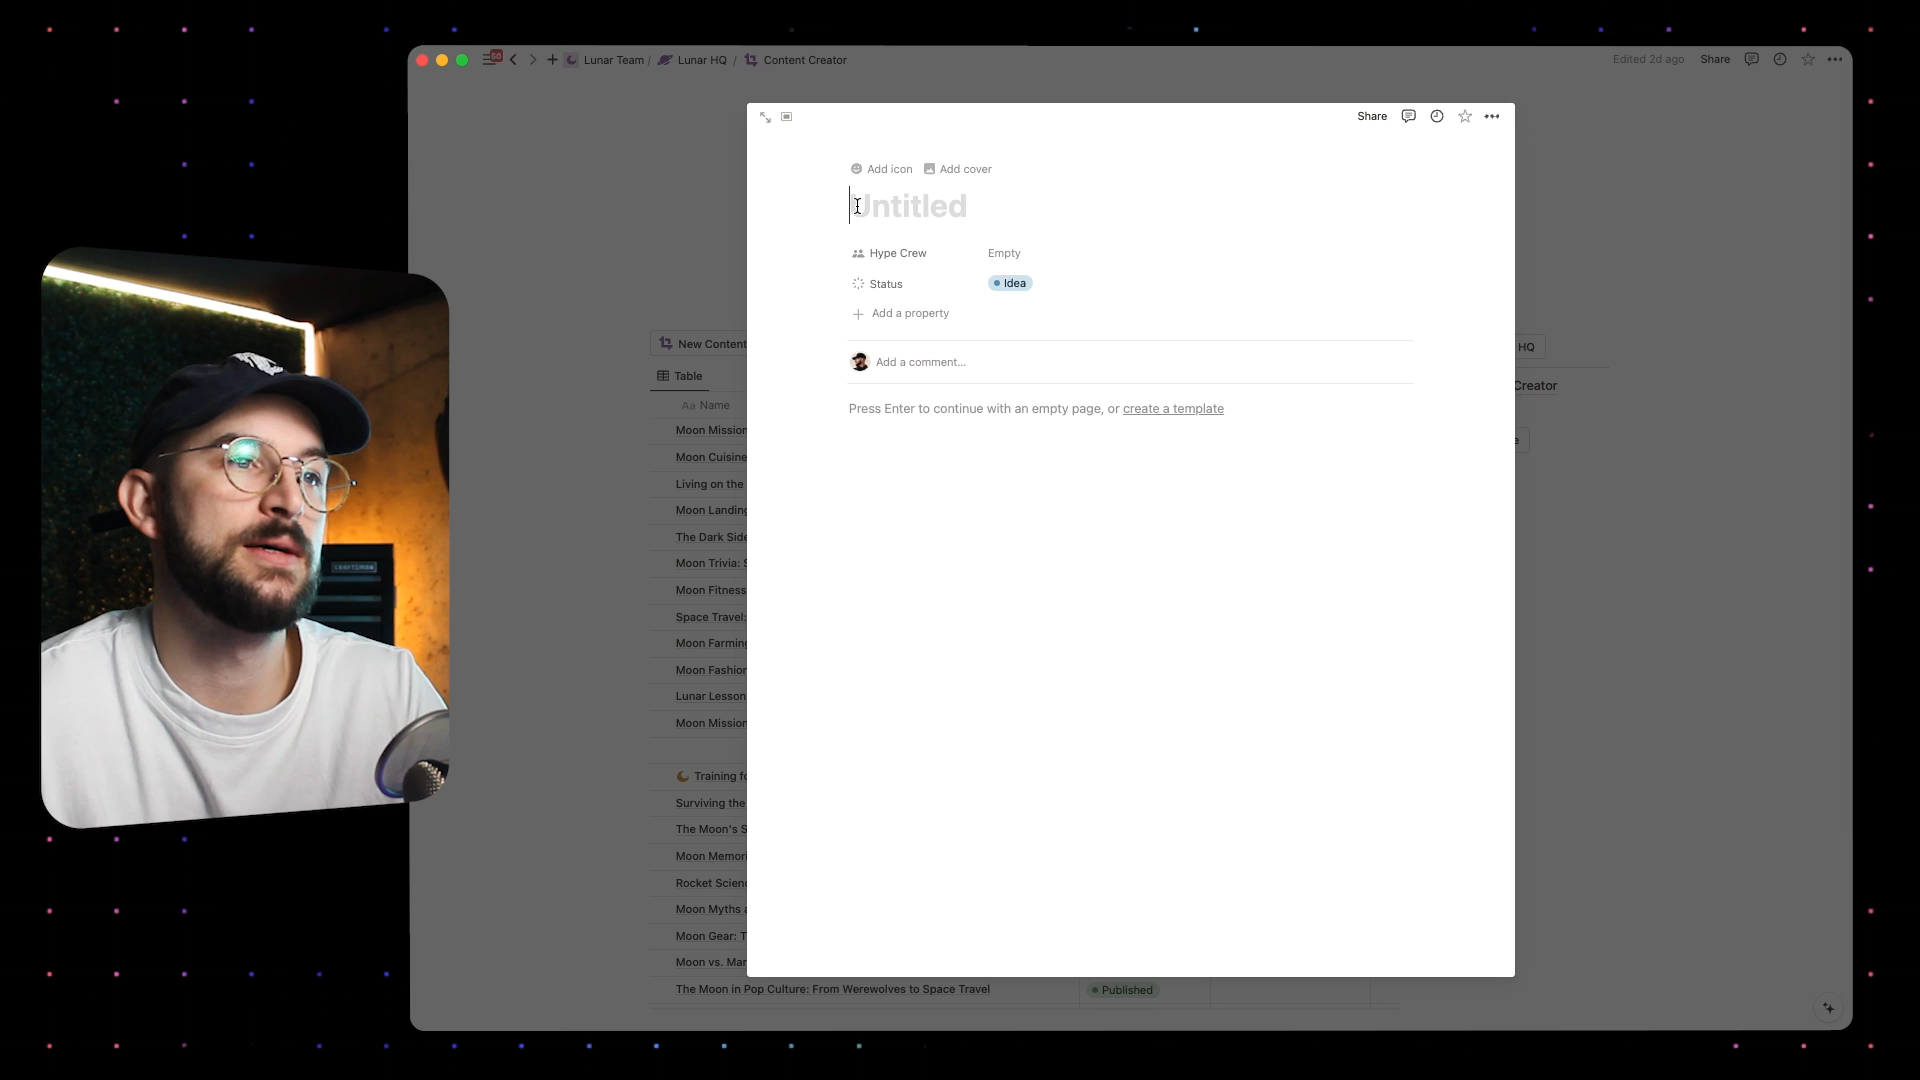 50
Lunar Team / Lunar HQ / Content Creator
Edited 2d ago Share
Share
Add icon Add cover
Untitled
Hype Crew Empty
Status Idea
Add a property
Add a comment...
Press Enter to continue with an empty page, or create a template
New Content
HQ
Table
Creator
Aa Name
Moon Mission
Moon Cuisine
e
Living on the
Moon Landing
The Dark Side
Moon Trivia:
Moon Fitness
Space Travel:
Moon Farming
Moon Fashion
Lunar Lesson
Moon Mission
Training fo
Surviving the
The Moon's S
Moon Memori
Rocket Scienc
Moon Myths a
Moon Gear: T
Moon vs. Mar
The Moon in Pop Culture: From Werewolves to Space Travel Published
CRAFTSMAN